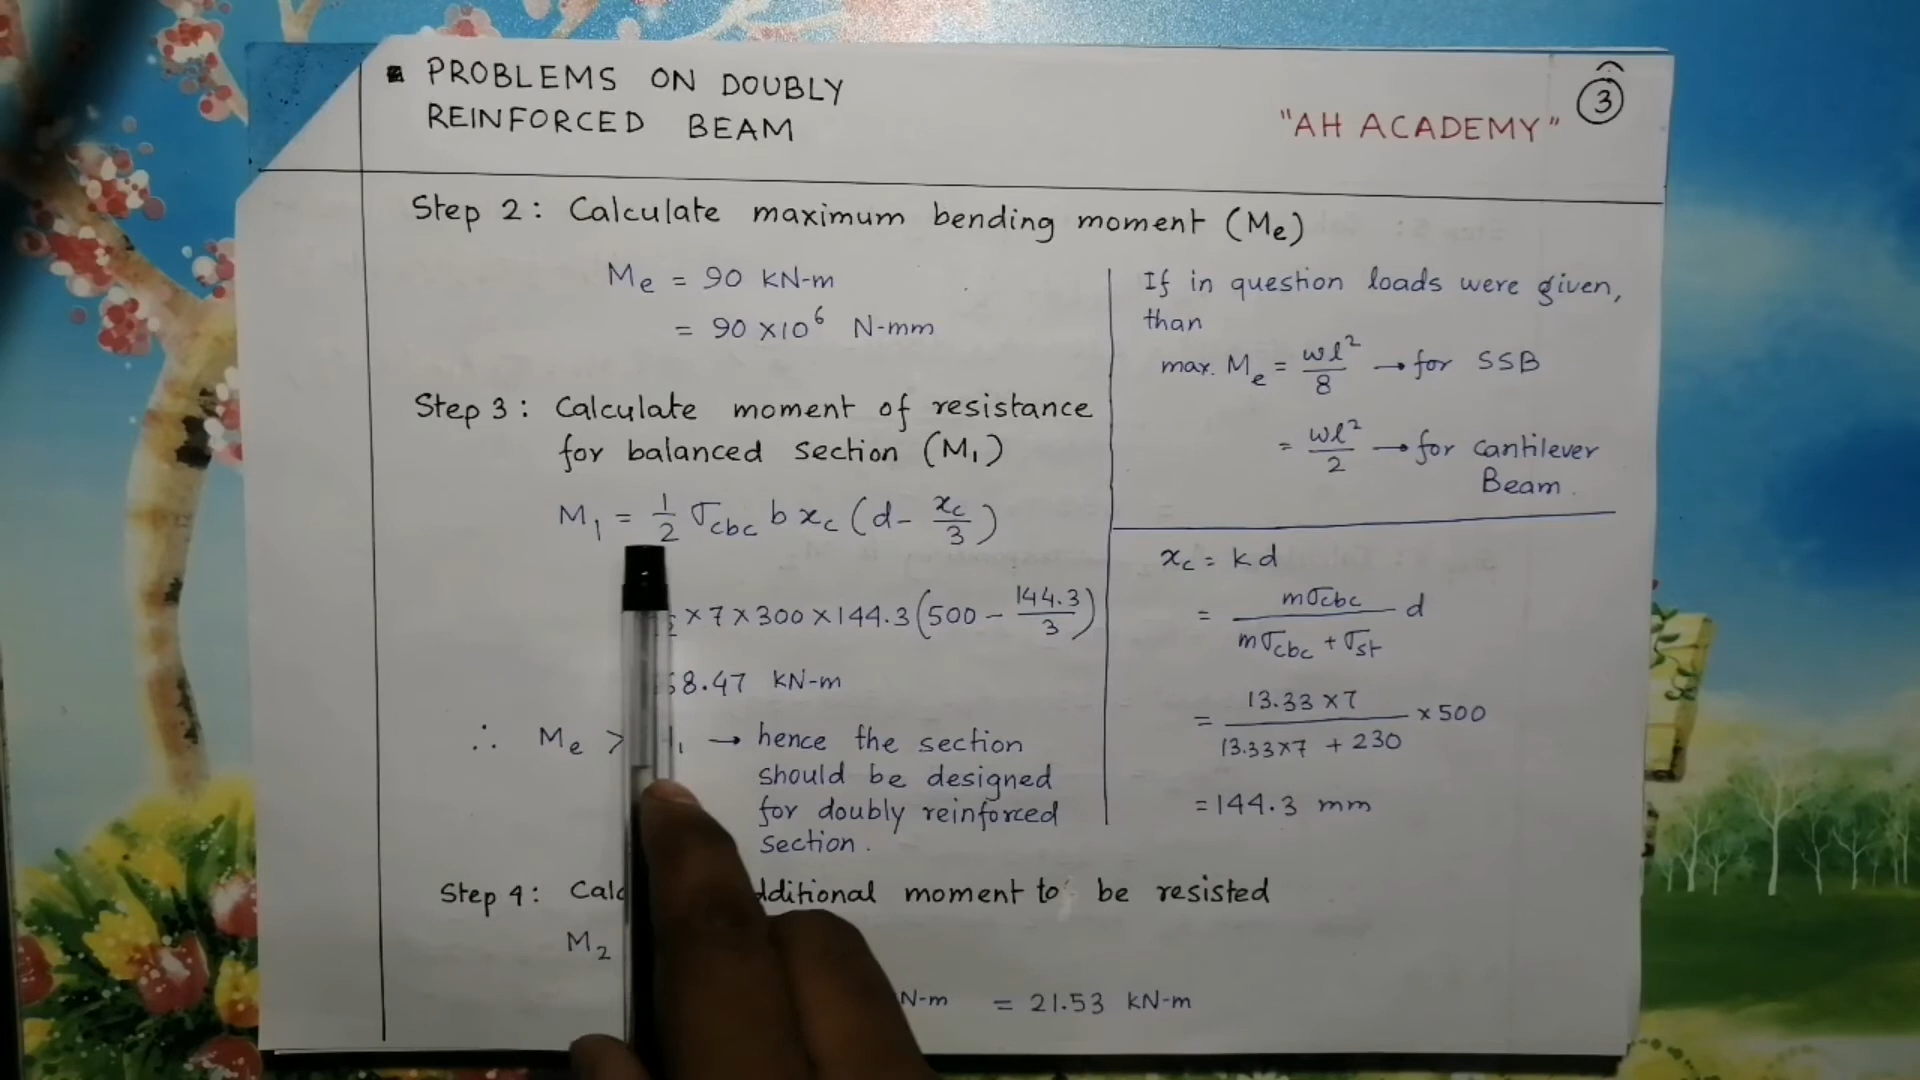 PROBLEMS ON DOUBLY
REINFORCED BEAM
"AH ACADEMY"
3
Step 2: Calculate maximum bending moment (Me)
Me = 90 KN-m
= 90 x10⁶ N-mm
If in question loads were given,
than
max. Me = wl²/8 → for SSB
= wl²/2 → for cantilever
Beam.
Step 3: Calculate moment of resistance
for balanced section (M₁)
M₁ = 1/2 σcbc b xc (d - xc/3)
x 7 x 300 x 144.3 (500 - 144.3/3)
8.47 KN-m
∴ Me > → hence the section
should be designed
for doubly reinforced
section.
xc = kd
= mσcbc / mσcbc + σst d
= 13.33 x7 / 13.33x7 + 230 x 500
= 144.3 mm
Step 4: moment to be resisted
M₂
N-m = 21.53 KN-m